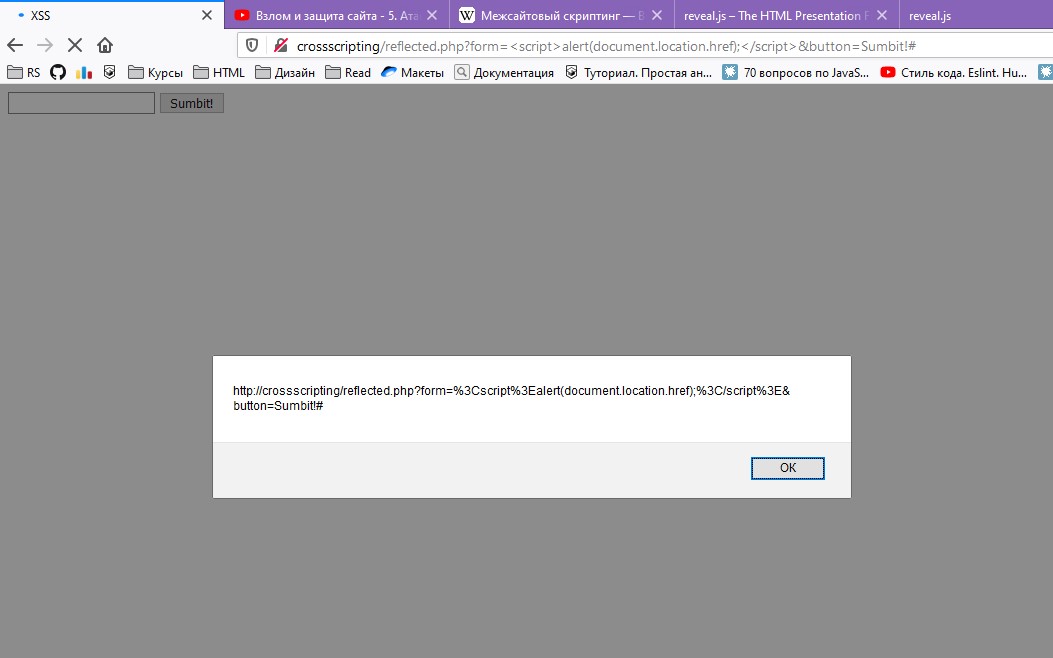 XSS
Взлом и защита сайта - 5. Ата
Межсайтовый скриптинг — В
reveal.js – The HTML Presentation F
reveal.js
crossscripting/reflected.php?form=<script>alert(document.location.href);</script>&button=Sumbit!#
RS
Курсы
HTML
Дизайн
Read
Макеты
Документация
Туториал. Простая ан...
70 вопросов по JavaS...
Стиль кода. Eslint. Hu...
Sumbit!
http://crossscripting/reflected.php?form=%3Cscript%3Ealert(document.location.href);%3C/script%3E&
button=Sumbit!#
OK